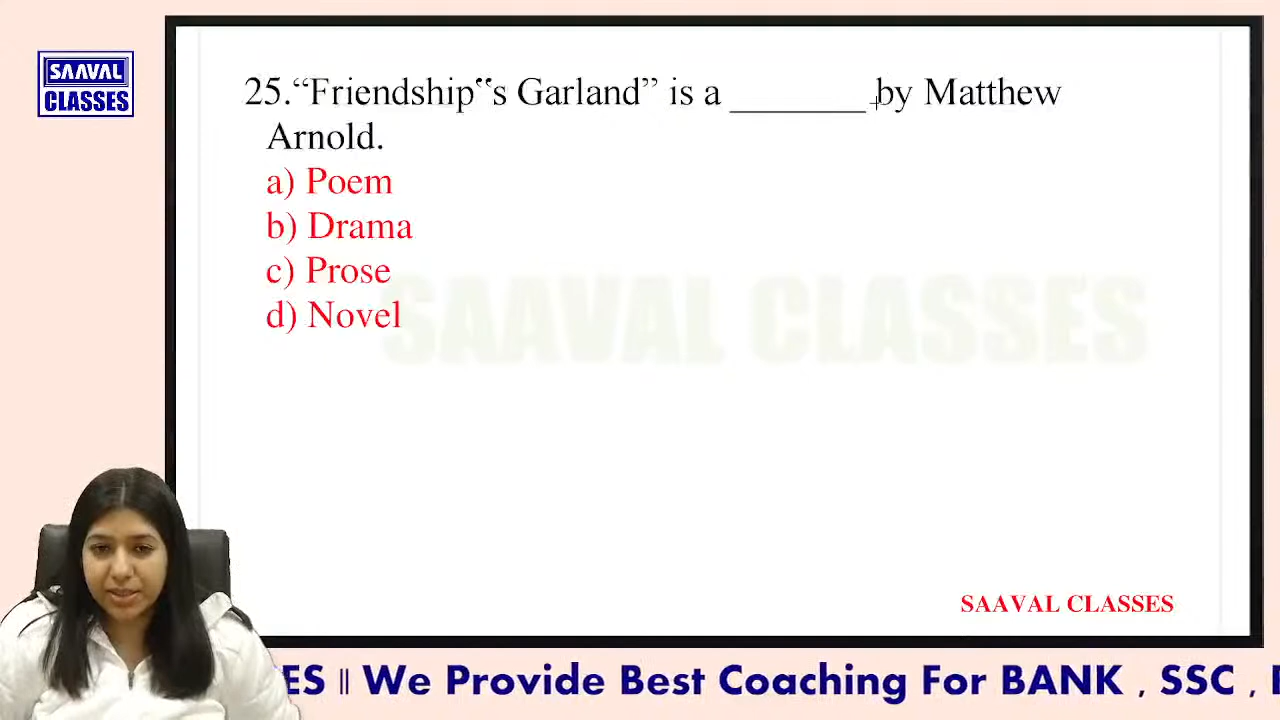 SAAVAL
CLASSES
25.“Friendship‟s Garland” is a ________ by Matthew
Arnold.
a) Poem
b) Drama
c) Prose
d) Novel
SAAVAL CLASSES
SAAVAL CLASSES
ES || We Provide Best Coaching For BANK , SSC ,